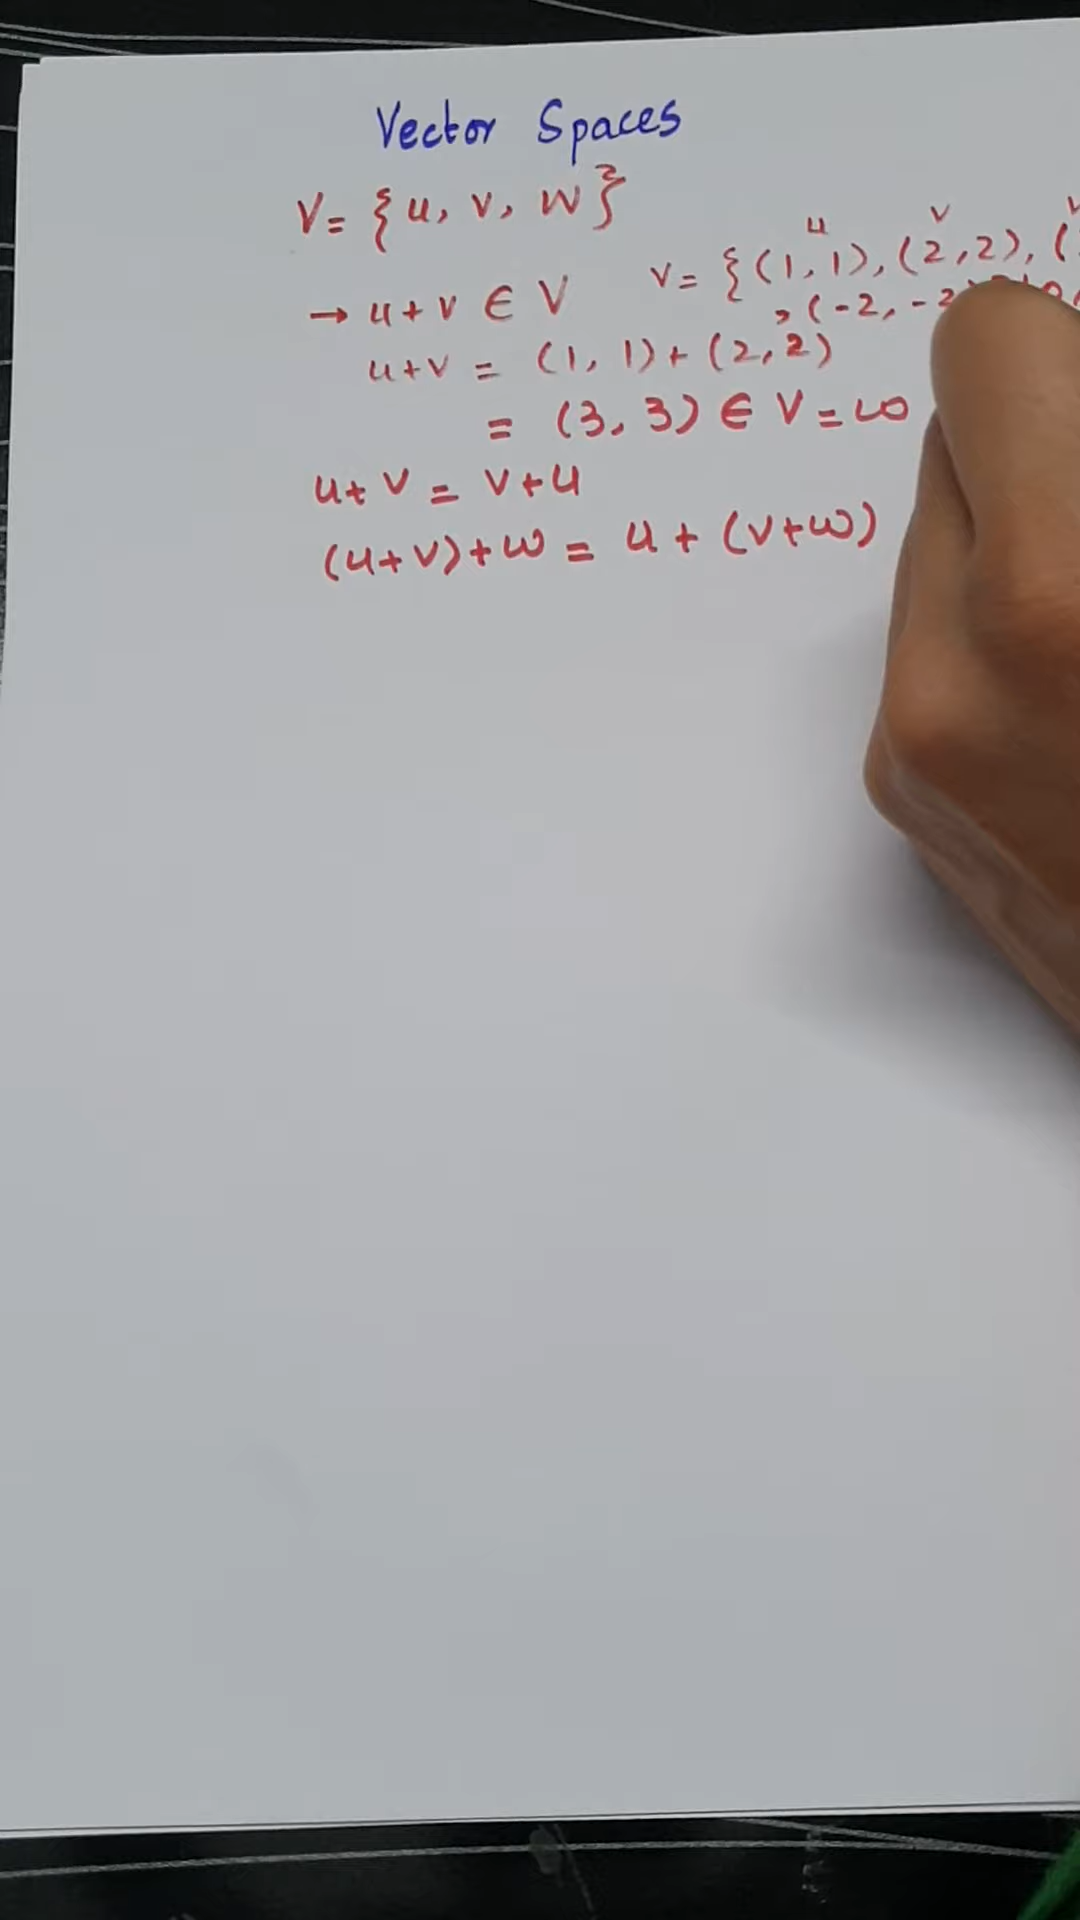 Vector Spaces
V = {u, v, w}
u v
V = {(1, 1), (2, 2), (
, (-2, -2)
→ u + v ∈ V
u + v = (1, 1) + (2, 2)
= (3, 3) ∈ V = w
u + v = v + u
(u + v) + w = u + (v + w)